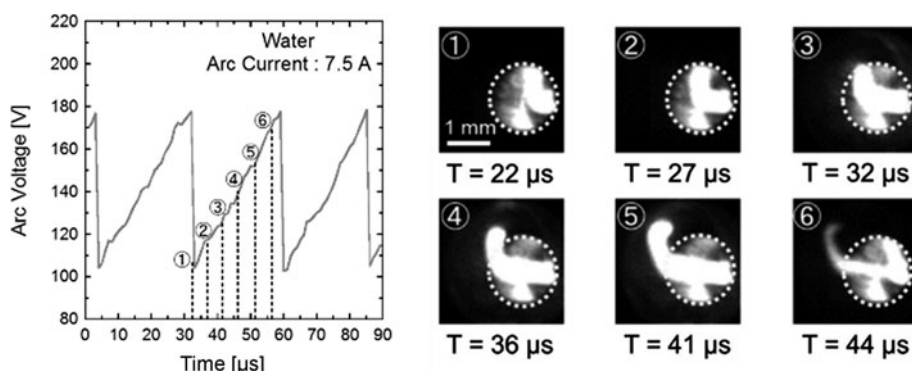 220
200
180
160
140
120
100
80
Arc Voltage [V]
Water
Arc Current : 7.5 A
①
②
③
④
⑤
⑥
0 10 20 30 40 50 60 70 80 90
Time [µs]
①
1 mm
T = 22 µs
②
T = 27 µs
③
T = 32 µs
④
T = 36 µs
⑤
T = 41 µs
⑥
T = 44 µs